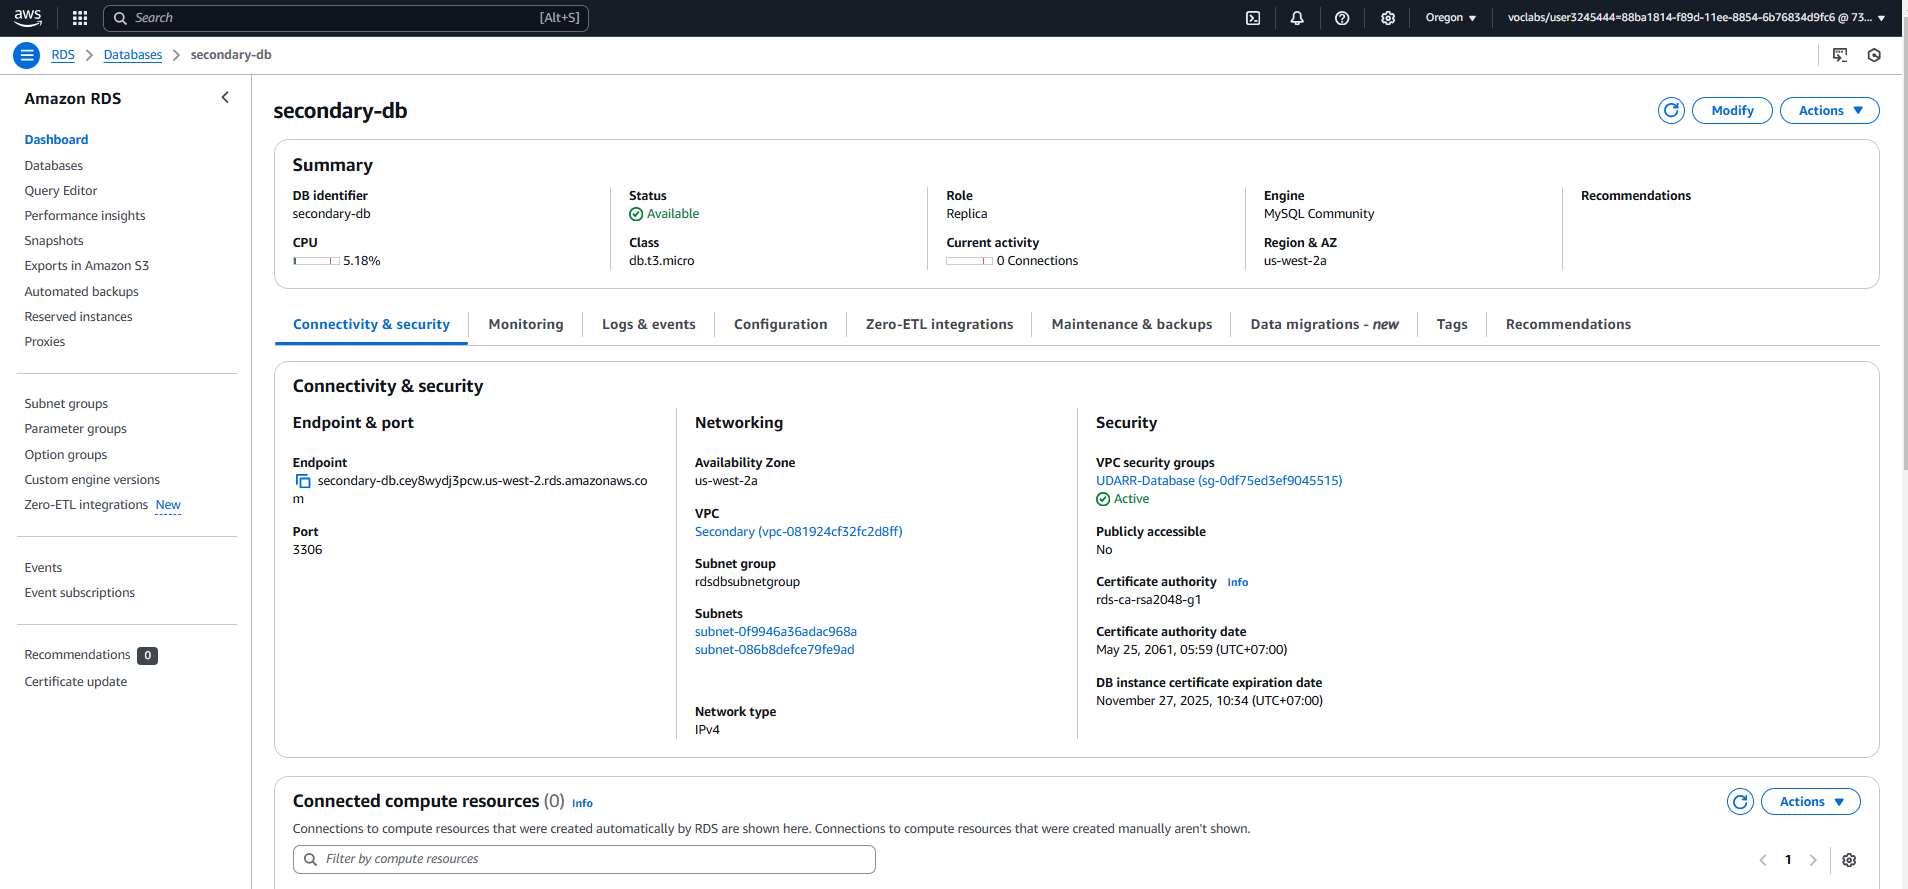 aws
Search [Alt+S]
Oregon ▼
voclabs/user3245444=88ba1814-f89d-11ee-8854-6b76834d9fc6 @ 73... ▼
RDS > Databases > secondary-db
Amazon RDS
Dashboard
Databases
Query Editor
Performance insights
Snapshots
Exports in Amazon S3
Automated backups
Reserved instances
Proxies
Subnet groups
Parameter groups
Option groups
Custom engine versions
Zero-ETL integrations New
Events
Event subscriptions
Recommendations 0
Certificate update
secondary-db
Modify
Actions ▼
Summary
DB identifier
secondary-db
CPU
5.18%
Status
Available
Class
db.t3.micro
Role
Replica
Current activity
0 Connections
Engine
MySQL Community
Region & AZ
us-west-2a
Recommendations
Connectivity & security
Monitoring
Logs & events
Configuration
Zero-ETL integrations
Maintenance & backups
Data migrations - new
Tags
Recommendations
Connectivity & security
Endpoint & port
Endpoint
secondary-db.cey8wydj3pcw.us-west-2.rds.amazonaws.co
m
Port
3306
Networking
Availability Zone
us-west-2a
VPC
Secondary (vpc-081924cf32fc2d8ff)
Subnet group
rdsdbsubnetgroup
Subnets
subnet-0f9946a36adac968a
subnet-086b8defce79fe9ad
Network type
IPv4
Security
VPC security groups
UDARR-Database (sg-0df75ed3ef9045515)
Active
Publicly accessible
No
Certificate authority Info
rds-ca-rsa2048-g1
Certificate authority date
May 25, 2061, 05:59 (UTC+07:00)
DB instance certificate expiration date
November 27, 2025, 10:34 (UTC+07:00)
Connected compute resources (0) Info
Actions ▼
Connections to compute resources that were created automatically by RDS are shown here. Connections to compute resources that were created manually aren't shown.
Filter by compute resources
1